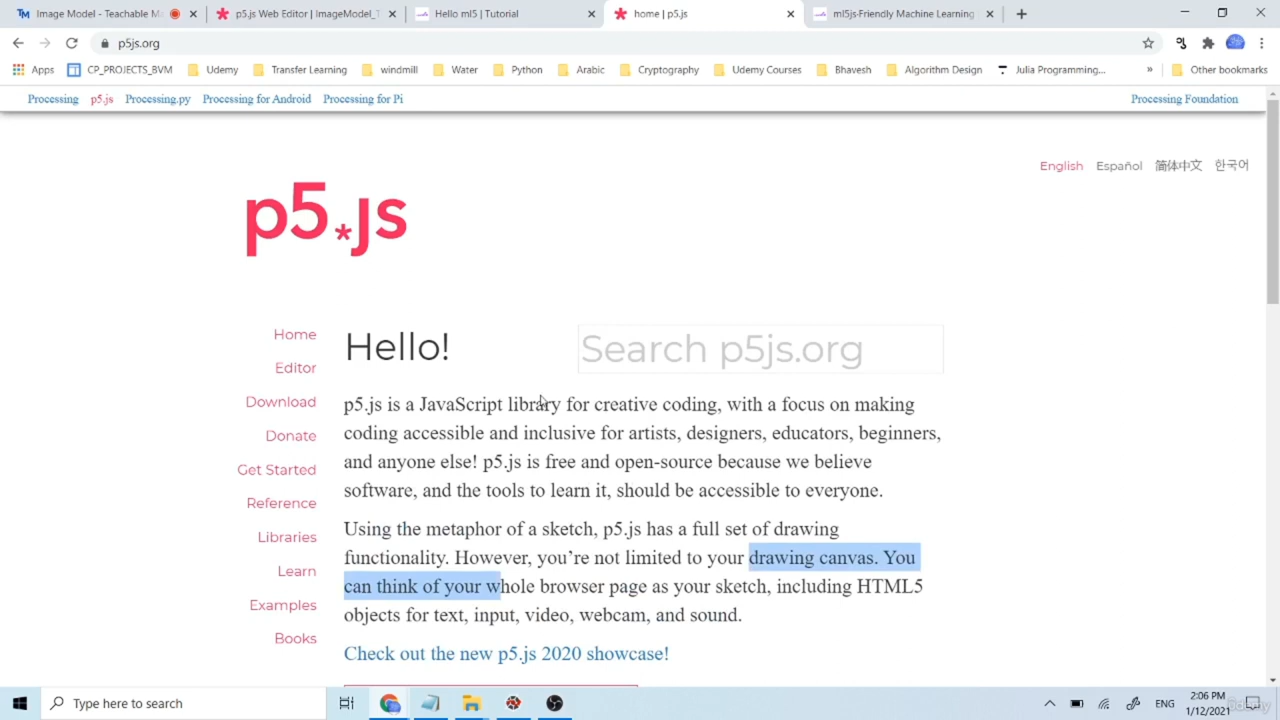 Image Model - Teachable M
p5.js Web Editor | ImageModel_T
Hello ml5 | Tutorial
home | p5.js
ml5js·Friendly Machine Learning
p5js.org
Apps
CP_PROJECTS_BVM
Udemy
Transfer Learning
windmill
Water
Python
Arabic
Cryptography
Udemy Courses
Bhavesh
Algorithm Design
Julia Programming...
»
Other bookmarks
Processing p5.js Processing.py Processing for Android Processing for Pi
Processing Foundation
English Español 简体中文 한국어
p5*js
Home
Editor
Download
Donate
Get Started
Reference
Libraries
Learn
Examples
Books
Hello!
Search p5js.org
p5.js is a JavaScript library for creative coding, with a focus on making
coding accessible and inclusive for artists, designers, educators, beginners,
and anyone else! p5.js is free and open-source because we believe
software, and the tools to learn it, should be accessible to everyone.
Using the metaphor of a sketch, p5.js has a full set of drawing
functionality. However, you're not limited to your drawing canvas. You
can think of your whole browser page as your sketch, including HTML5
objects for text, input, video, webcam, and sound.
Check out the new p5.js 2020 showcase!
Type here to search
ENG
2:06 PM
1/12/2021
Udemy